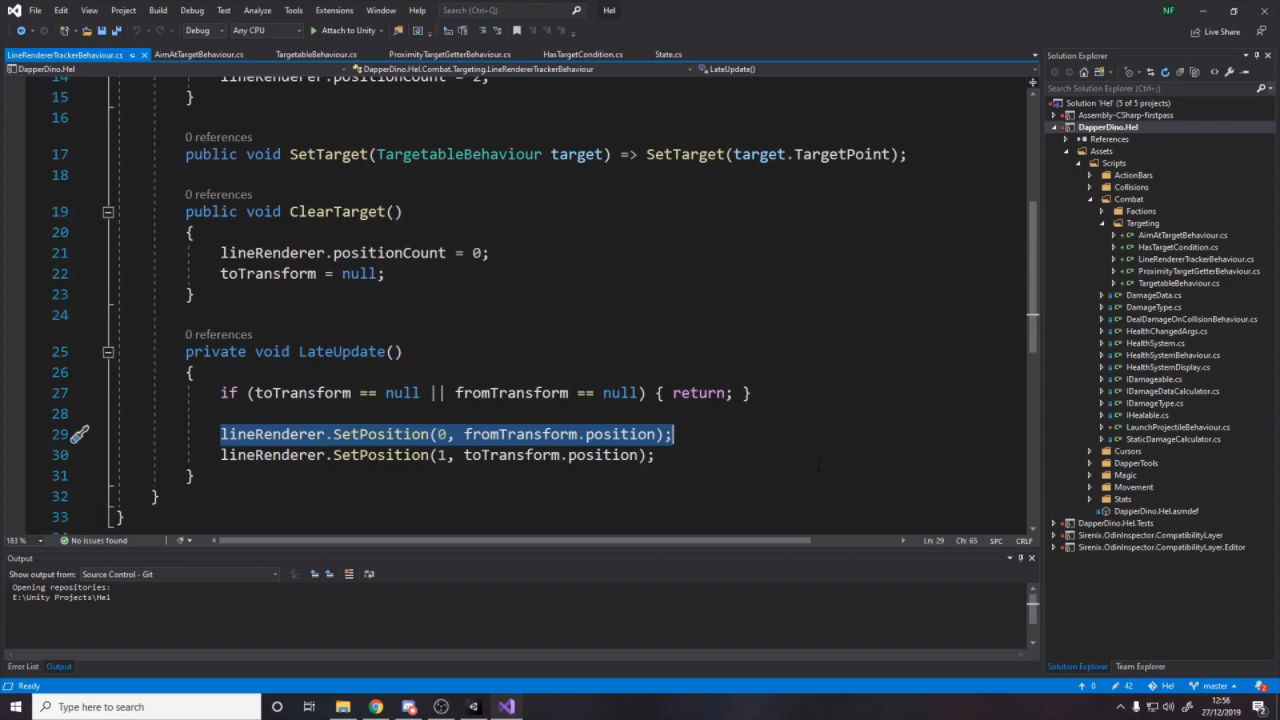 File Edit View Project Build Debug Test Analyze Tools Extensions Window Help Search (Ctrl+Q) Hel NF
Debug Any CPU Attach to Unity Live Share
LineRendererTrackerBehaviour.cs AimAtTargetBehaviour.cs TargetableBehaviour.cs ProximityTargetGetterBehaviour.cs HasTargetCondition.cs State.cs
DapperDino.Hel DapperDino.Hel.Combat.Targeting.LineRendererTrackerBehaviour LateUpdate()
14 lineRenderer.positionCount = 2;
15 }
16
0 references
17 public void SetTarget(TargetableBehaviour target) => SetTarget(target.TargetPoint);
18
0 references
19 public void ClearTarget()
20 {
21 lineRenderer.positionCount = 0;
22 toTransform = null;
23 }
24
0 references
25 private void LateUpdate()
26 {
27 if (toTransform == null || fromTransform == null) { return; }
28
29 lineRenderer.SetPosition(0, fromTransform.position);
30 lineRenderer.SetPosition(1, toTransform.position);
31 }
32 }
33 }
183 % No issues found Ln: 29 Ch: 65 SPC CRLF
Output
Show output from: Source Control - Git
Opening repositories:
E:\Unity Projects\Hel
Error List Output
Solution Explorer
Search Solution Explorer (Ctrl+;)
Solution 'Hel' (5 of 5 projects)
Assembly-CSharp-firstpass
DapperDino.Hel
References
Assets
Scripts
ActionBars
Collisions
Combat
Factions
Targeting
AimAtTargetBehaviour.cs
HasTargetCondition.cs
LineRendererTrackerBehaviour.cs
ProximityTargetGetterBehaviour.cs
TargetableBehaviour.cs
DamageData.cs
DamageType.cs
DealDamageOnCollisionBehaviour.cs
HealthChangedArgs.cs
HealthSystem.cs
HealthSystemBehaviour.cs
HealthSystemDisplay.cs
IDamageable.cs
IDamageCalculator.cs
IDamageType.cs
IHealable.cs
LaunchProjectileBehaviour.cs
StaticDamageCalculator.cs
Cursors
DapperTools
Magic
Movement
Stats
DapperDino.Hel.asmdef
DapperDino.Hel.Tests
Sirenix.OdinInspector.CompatibilityLayer
Sirenix.OdinInspector.CompatibilityLayer.Editor
Solution Explorer Team Explorer
Ready 0 42 Hel master 2
Type here to search 12:56
27/12/2019 2